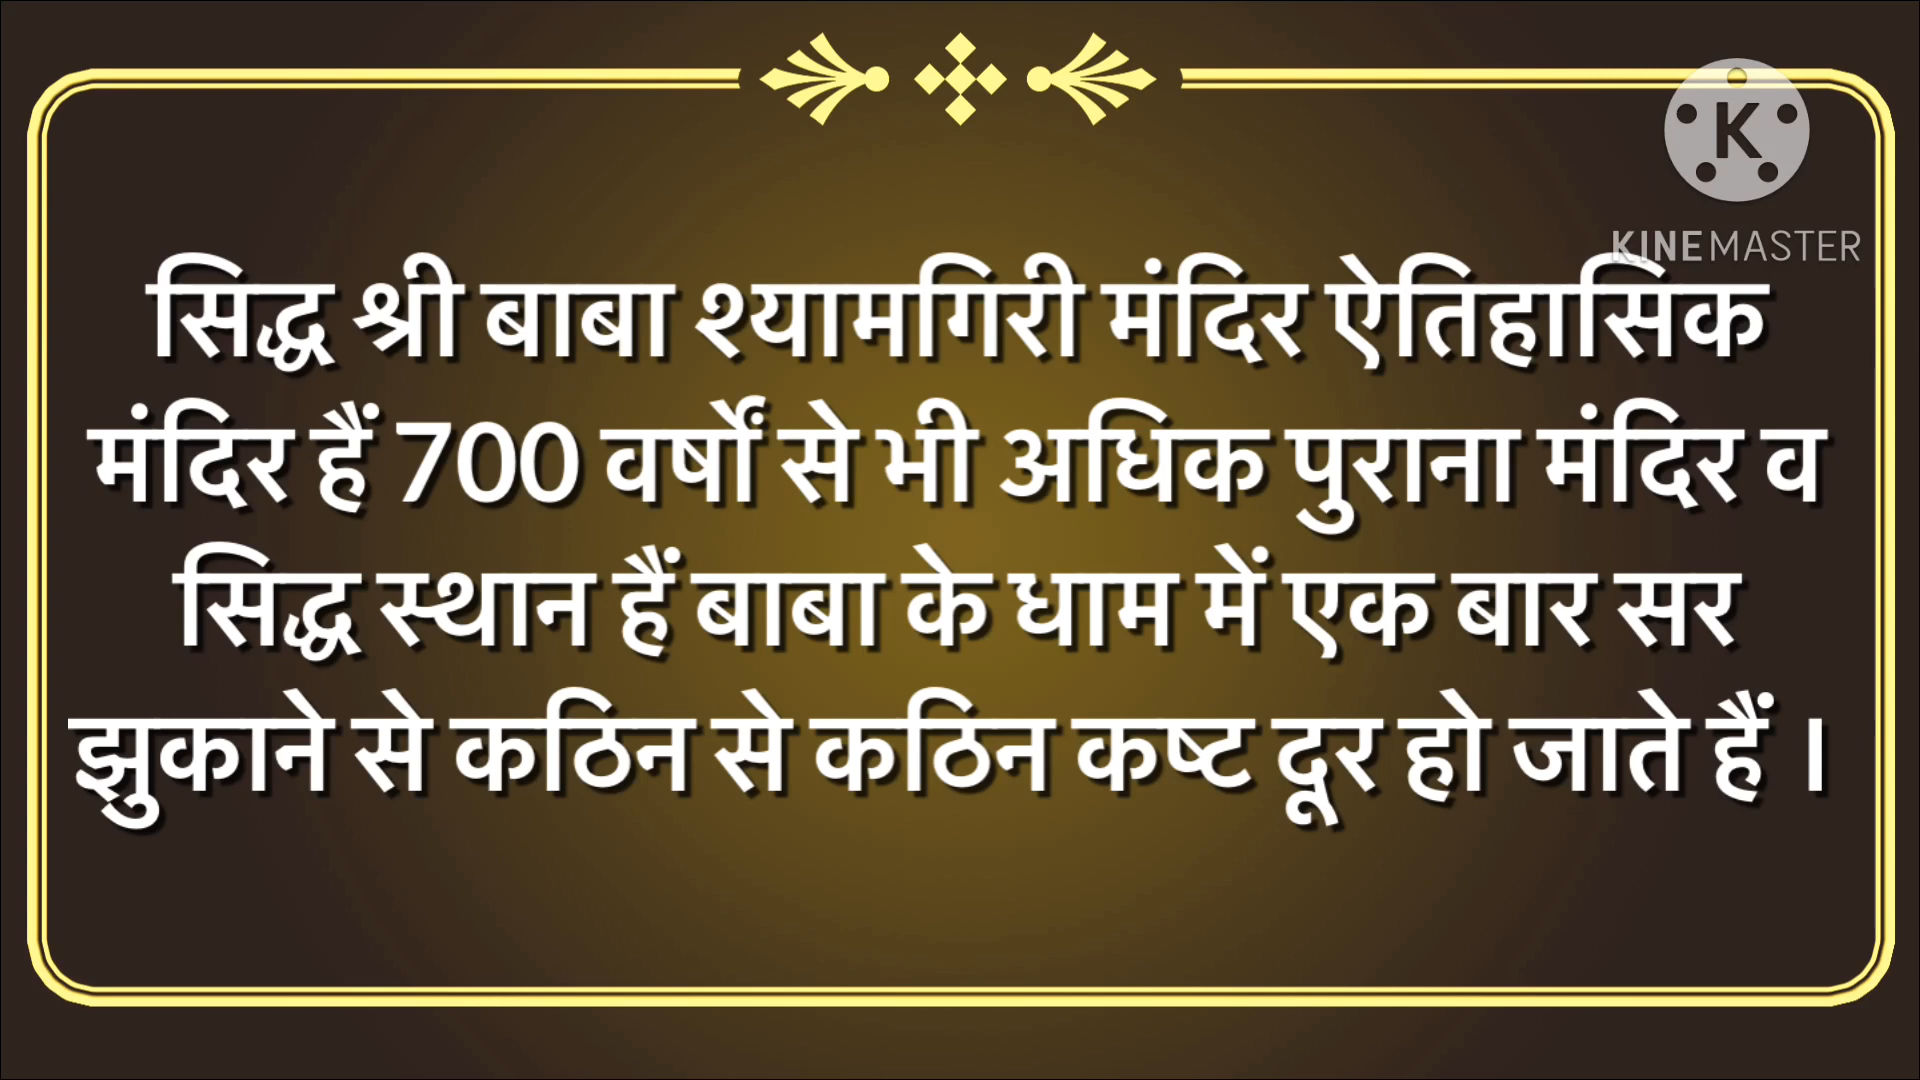 KINEMASTER
सिद्ध श्री बाबा श्यामगिरी मंदिर ऐतिहासिक
मंदिर हैं 700 वर्षों से भी अधिक पुराना मंदिर व
सिद्ध स्थान हैं बाबा के धाम में एक बार सर
झुकाने से कठिन से कठिन कष्ट दूर हो जाते हैं ।